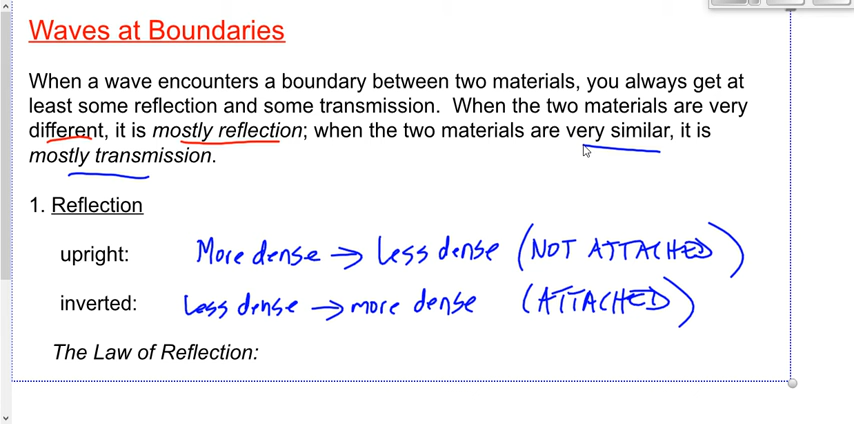 Waves at Boundaries
When a wave encounters a boundary between two materials, you always get at
least some reflection and some transmission. When the two materials are very
different, it is mostly reflection; when the two materials are very similar, it is
mostly transmission.
1. Reflection
upright: More dense → Less dense (NOT ATTACHED)
inverted: Less dense → more dense (ATTACHED)
The Law of Reflection: